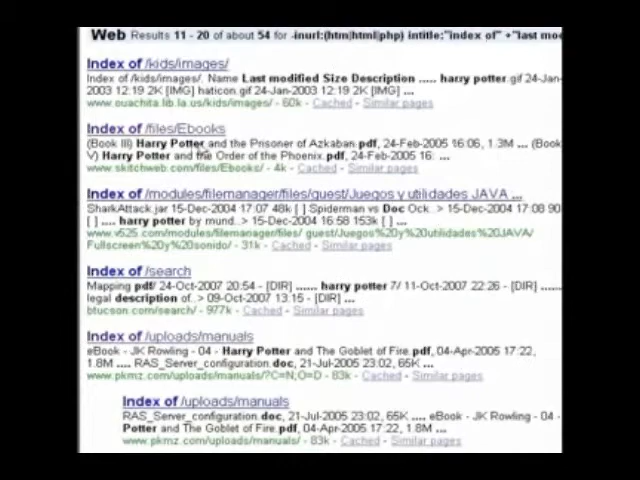 Web Results 11 - 20 of about 54 for -inurl:(htm|html|php) intitle:"index of" +"last mo
Index of /kids/images/
Index of /kids/images/. Name Last modified Size Description ..... harry potter.gif 24-Jan-
2003 12:19 2K [IMG] haticon.gif 24-Jan-2003 12:19 2K [IMG] ...
www.ouachita.lib.la.us/kids/images/ - 60k - Cached - Similar pages
Index of /files/Ebooks
(Book III) Harry Potter and the Prisoner of Azkaban.pdf, 24-Feb-2005 16:06, 1.3M ... (Book
V) Harry Potter and the Order of the Phoenix.pdf, 24-Feb-2005 16: ...
www.skitchweb.com/files/Ebooks/ - 4k - Cached - Similar pages
Index of /modules/filemanager/files/guest/Juegos y utilidades JAVA ...
SharkAttack.jar 15-Dec-2004 17:07 48k [ ] Spiderman vs Doc Ock..> 15-Dec-2004 17:08 90
[ ] .... harry potter by mund..> 15-Dec-2004 16:58 153k [ ] ...
www.v525.com/modules/filemanager/files/ guest/Juegos%20y%20utilidades%20JAVA/
Fullscreen%20y%20sonido/ - 31k - Cached - Similar pages
Index of /search
Mapping pdf/ 24-Oct-2007 20:54 - [DIR] ...... harry potter 7/ 11-Oct-2007 22:26 - [DIR] ......
legal description of..> 09-Oct-2007 13:15 - [DIR] ...
btucson.com/search/ - 977k - Cached - Similar pages
Index of /uploads/manuals
eBook - JK Rowling - 04 - Harry Potter and The Goblet of Fire.pdf, 04-Apr-2005 17:22,
1.8M .... RAS_Server_configuration.doc, 21-Jul-2005 23:02, 65K ...
www.pkmz.com/uploads/manuals/?C=N;O=D - 83k - Cached - Similar pages
Index of /uploads/manuals
RAS_Server_configuration.doc, 21-Jul-2005 23:02, 65K .... eBook - JK Rowling - 04 -
Potter and The Goblet of Fire.pdf, 04-Apr-2005 17:22, 1.8M ...
www.pkmz.com/uploads/manuals/ - 83k - Cached - Similar pages